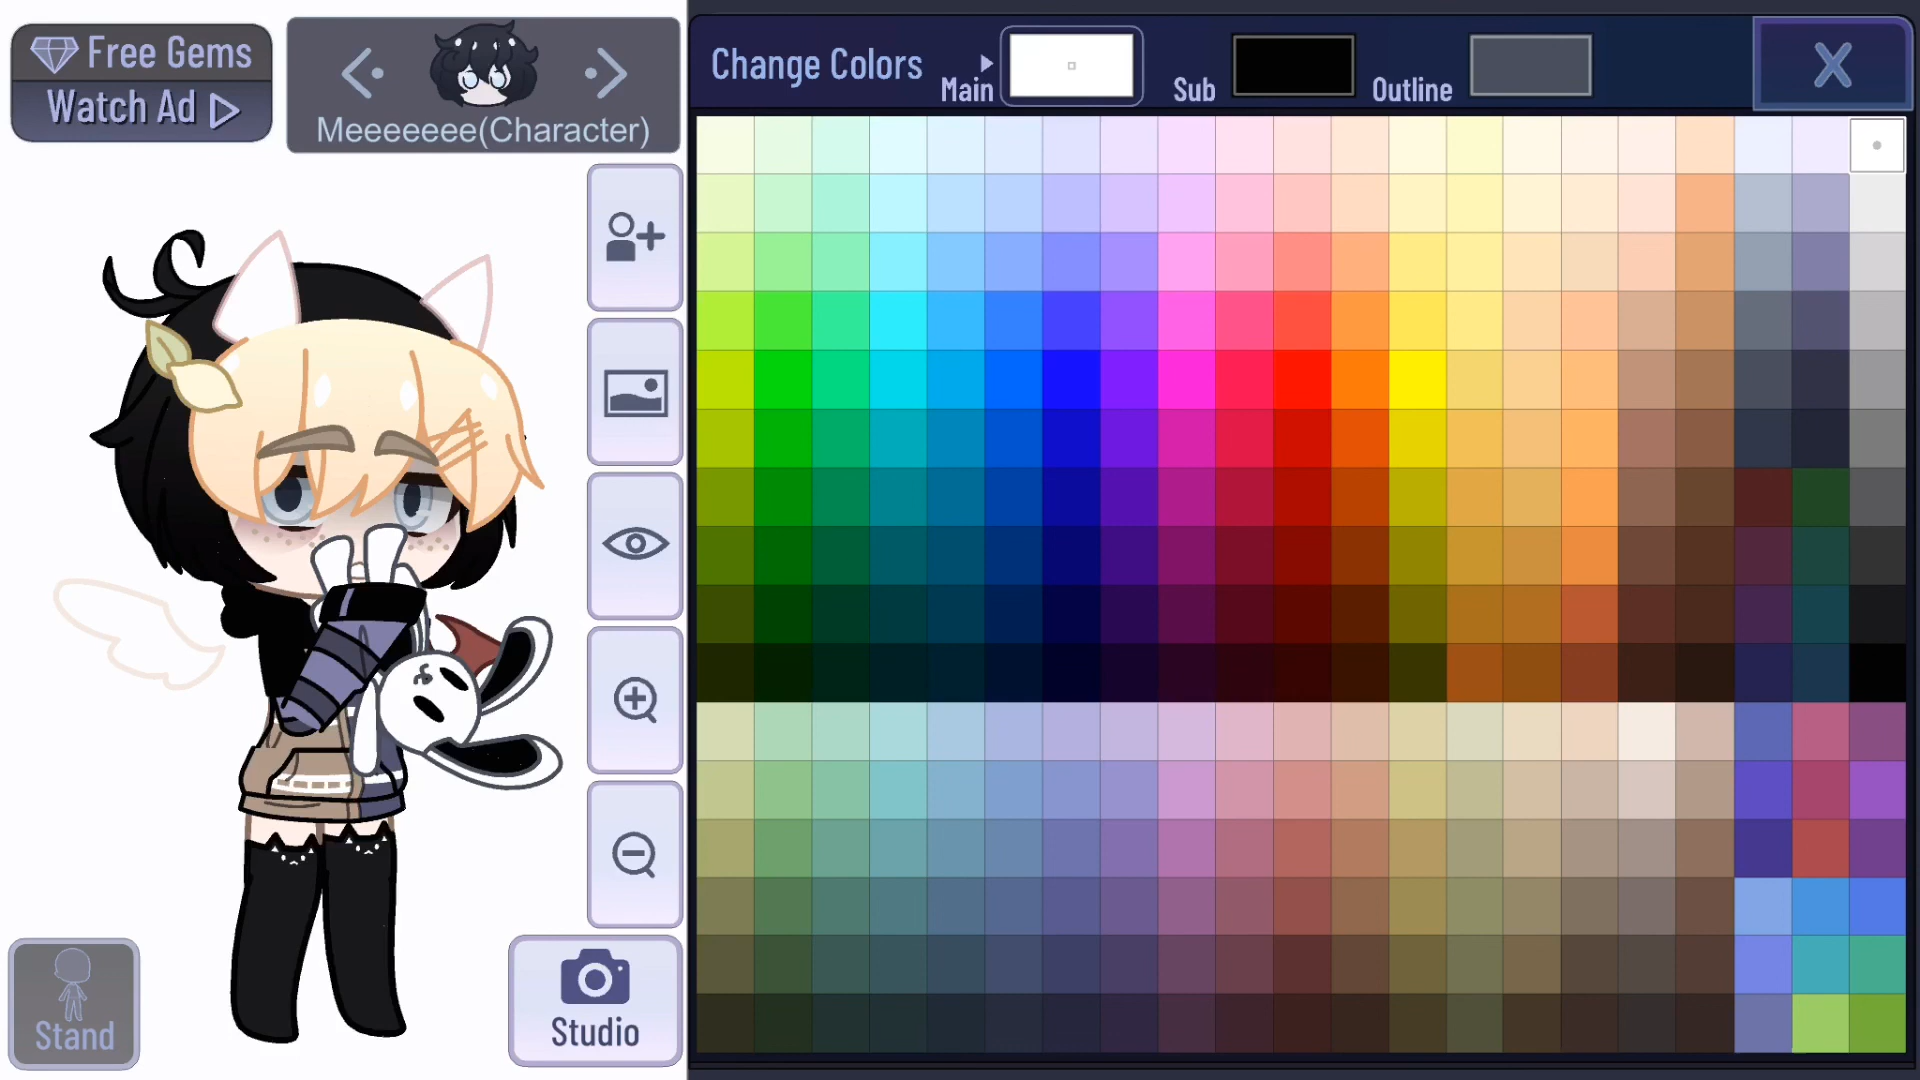 Free Gems
Watch Ad
Meeeeeee(Character)
Change Colors
Main
Sub
Outline
X
Stand
Studio